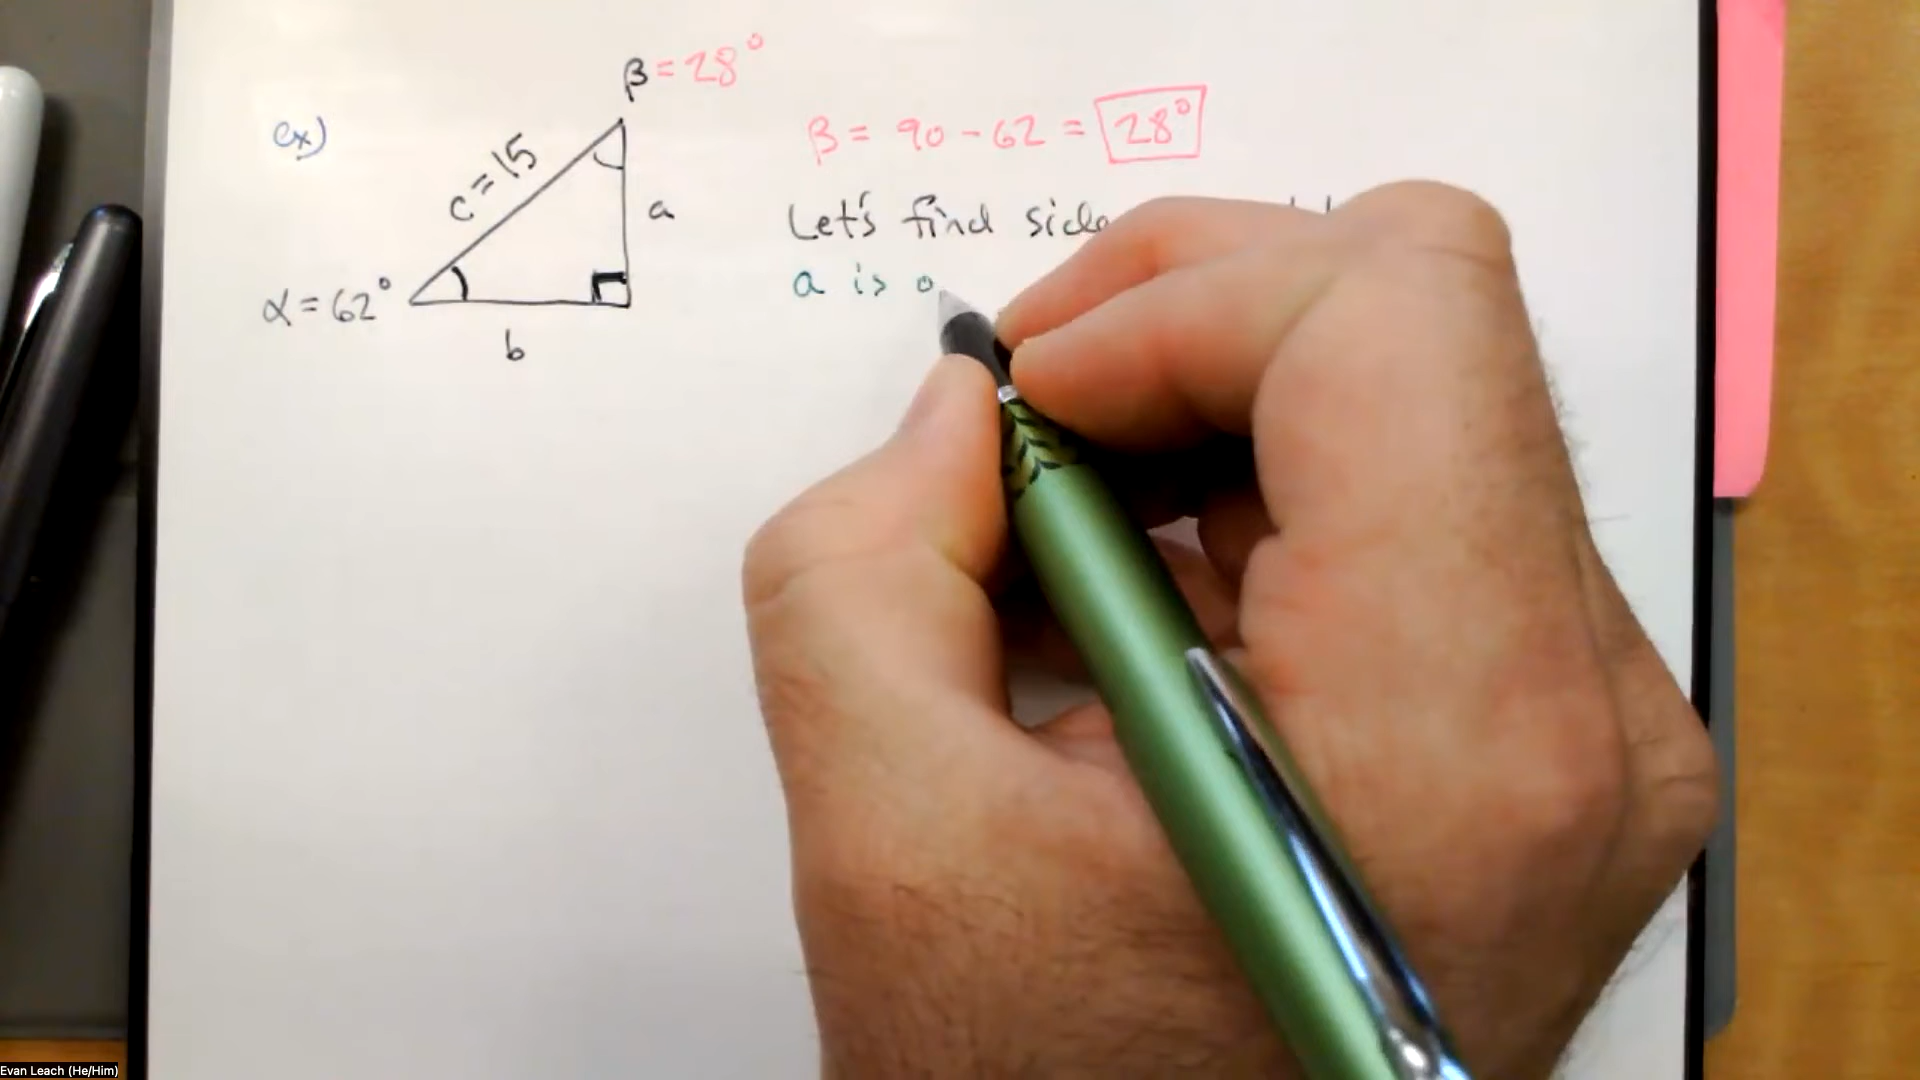 β = 28°
ex)
c = 15
β = 90 - 62 = 28°
a
Let's find side
α = 62°
a is
b
Evan Leach (He/Him)